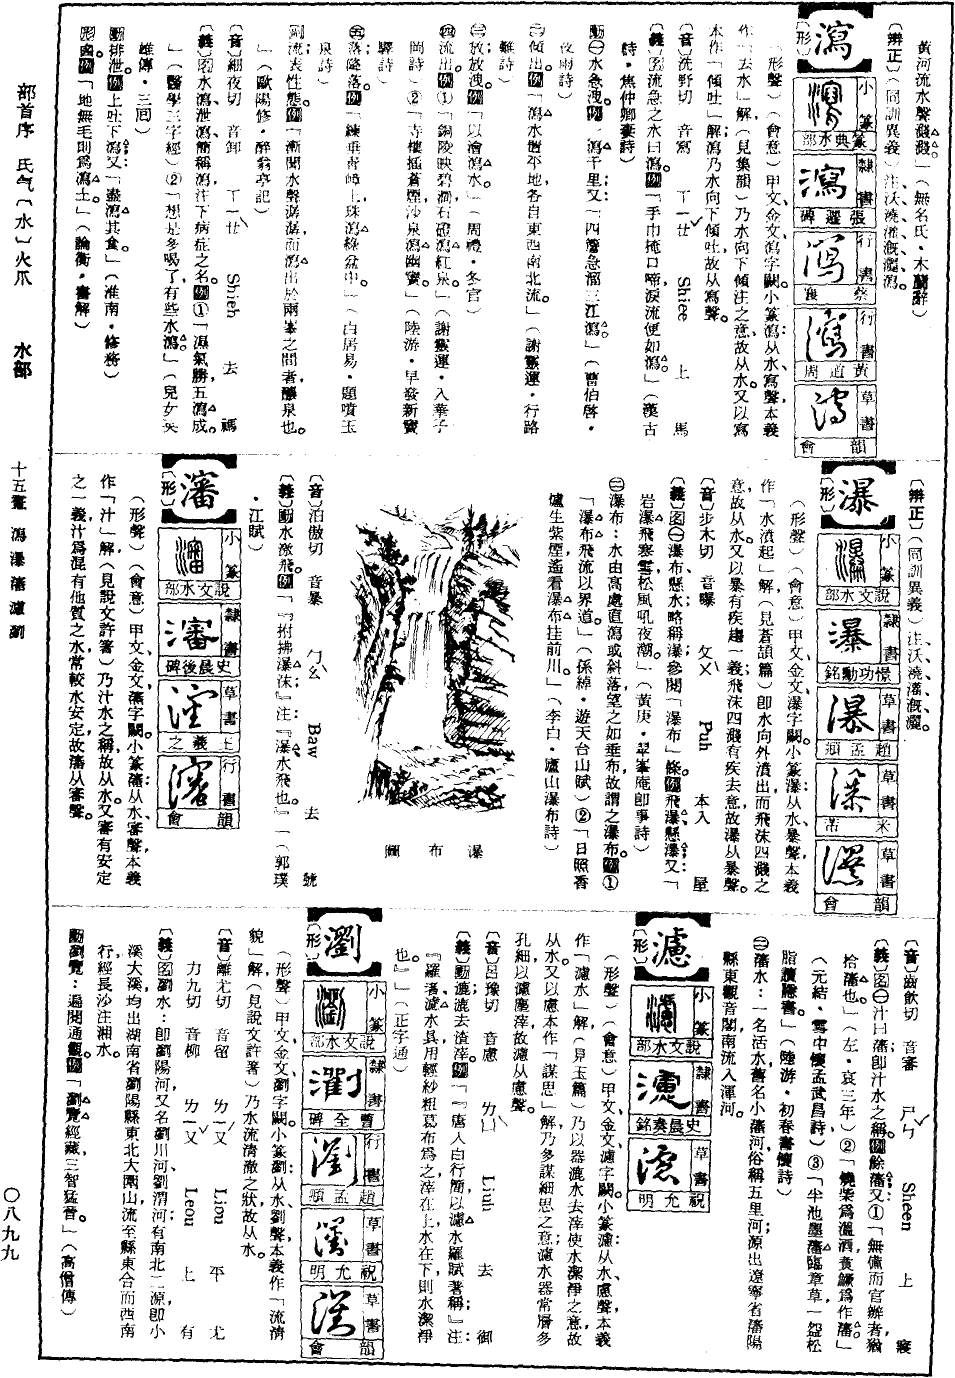 黃河流水聲濺濺。」（無名氏・木蘭辭）
〔辨正〕（同訓異義）注、沃、澆、灌、溉、灑、瀉。
瀉
〔形〕
小篆 篆典水部
隸書 張遷碑
行書 蔡襄
行書 黃道周
草書 韻會
（形聲）（會意）甲文、金文瀉字闕。小篆瀉：从水、寫聲，本義
作「去水」解（見集韻）乃水向下傾注之意，故从水。又以寫
本作「傾吐」解，瀉乃水向下傾吐，故从寫聲。
〔音〕洗野切 音寫 ㄒㄧㄝˇ Shiee 上 馬
〔義〕名流急之水曰瀉。例「手巾掩口啼，淚流便如瀉。」（漢古
詩・焦仲卿妻詩）
動㊀水急洩。例一瀉千里；又「四簷急溜三江瀉。」（曹伯啓・
夜雨詩）
㊁傾出。例「瀉水置平地，各自東西南北流。」（謝靈運・行路
難詩）
㊂放放洩。例「以澮瀉水。」（周禮・冬官）
㊃流出。例①「銅陵映碧澗，石磴瀉紅泉。」（謝靈運・入華子
岡詩）②「寺樓插蒼煙，沙泉瀉幽竇。」（陸游・早發新竇
驛詩）
㊄落降落。例「練垂青嶂上，珠瀉綠盆中。」（白居易・題噴玉
泉詩）
副流表性態。例「漸聞水聲潺潺，而瀉出於兩峯之間者，釀泉也。
」（歐陽修・醉翁亭記）
〔音〕細夜切 音卸 ㄒㄧㄝˋ Shieh 去 禡
〔義〕名水瀉，泄瀉簡稱瀉，注下病症之名。例①「濕氣勝，五瀉成。
」（醫學三字經）②「想是多喝了，有些水瀉。」（兒女英
雄傳・三回）
動排泄。例上吐下瀉；又：「盡瀉其食。」（淮南・修務）
形鹵。例「地無毛則爲瀉土。」（論衡・書解）
〔辨正〕（同訓異義）注、沃、澆、灌、溉、灑。
瀑
〔形〕
小篆 說文水部
隸書 憬功勳銘
草書 趙孟頫
草書 米芾
草書 韻會
（形聲）（會意）甲文、金文瀑字闕。小篆瀑：从水、暴聲，本義
作「水濆起」解（見蒼頡篇）即水向外濆出而飛沫四濺之
意，故从水。又以暴有疾趨一義，飛沫四濺有疾去意，故瀑从暴聲。
〔音〕步木切、音曝 ㄆㄨˋ Puh 本入 屋
〔義〕名㊀瀑布懸水略稱瀑，參閱「瀑布」條。例飛瀑、懸瀑；又「
岩瀑飛寒雪，松風吼夜潮。」（黃庚・翠峯庵即事詩）
㊁瀑布：水由高處直瀉或斜落，望之如垂布，故謂之瀑布。例①
「瀑布飛流以界道。」（孫綽・遊天台山賦）②「日照香
爐生紫煙，遙看瀑布挂前川。」（李白・廬山瀑布詩）
瀑布圖
〔音〕泊傲切 音暴 ㄅㄠˋ Baw 去 號
〔義〕動水激飛。例「『拊拂瀑沫』注：『瀑，水飛也。』」（郭璞
・江賦）
瀋
〔形〕
小篆 說文水部
隸書 史晨後碑
草書 王羲之
行書 韻會
（形聲）（會意）甲文、金文瀋字闕。小篆瀋：从水、審聲，本義
作「汁」解（見說文許箸）乃汁水之稱，故从水。又審有安定
之一義，汁爲混有他質之水，常較水安定，故瀋从審聲。
〔音〕齒飲切 音審 ㄕㄣˇ Sheen 上 寢
〔義〕名㊀汁曰瀋；即汁水之稱。例餘瀋；又：①「無備而官辦者，猶
拾瀋也。」（左・哀三年）②「燒柴爲溫酒，煑鱖爲作瀋。」
（元結・雪中懷孟武昌詩）③「半池墨瀋臨章草，一盌松
脂讀隱書。」（陸游・初春書懷詩）
㊁瀋水：一名活水，舊名小瀋河，俗稱五里河；源出遼寧省瀋陽
縣東觀音閣，南流入渾河。
濾
〔形〕
小篆 說文水部
隸書 史晨奏銘
草書 祝允明
（形聲）（會意）甲文、金文、濾字闕。小篆濾：从水、慮聲，本義
作「濾水」解（見玉篇）乃以器漉水去滓使水潔淨之意，故
从水。又以慮本作「謀思」解，乃多謀細思之意；濾水器常層多
孔細以濾塵滓，故濾从慮聲。
〔音〕呂豫切 音慮 ㄌㄩˋ Liuh 去 御
〔義〕動漉，漉去渣滓。例「『唐人白行簡以濾水羅賦著稱。』注：
『羅者，濾水具，用輕紗粗葛布爲之，滓在上，水在下，則水潔淨
也。』」（正字通）
瀏
〔形〕
小篆 說文水部
隸書 曹全碑
行書 趙孟頫
草書 祝允明
草書 韻會
（形聲）甲文、金文瀏字闕。小篆瀏：从水、劉聲，本義作「流清
貌」解（見說文許箸）乃水流清澈之狀，故从水。
〔音〕離尤切 音留 ㄌㄧㄡˊ Liou 平 尤
力九切 音柳 ㄌㄧㄡˇ Leou 上 有
〔義〕名瀏水：即瀏陽河，又名瀏川河、瀏渭河，有南北二源，即小
溪大溪，均出湖南省瀏陽縣東北大圍山，流至縣東合而西南
行，經長沙注湘水。
動瀏覽：遍閱通觀。例「瀏覽經藏，三智猛晉。」（高僧傳）
部首序 氏气〔水〕火爪 水部
十五畫 瀉瀑瀋濾瀏
〇八九九